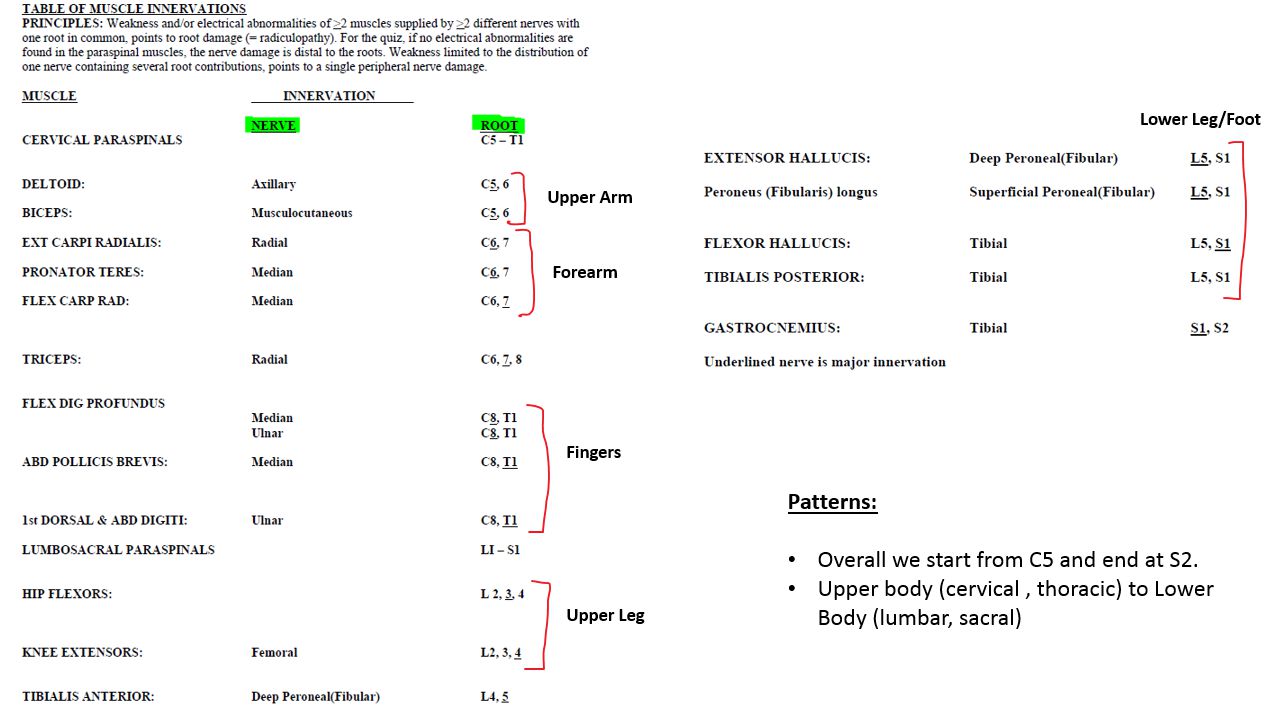 TABLE OF MUSCLE INNERVATIONS
PRINCIPLES: Weakness and/or electrical abnormalities of ≥2 muscles supplied by ≥2 different nerves with
one root in common, points to root damage (= radiculopathy). For the quiz, if no electrical abnormalities are
found in the paraspinal muscles, the nerve damage is distal to the roots. Weakness limited to the distribution of
one nerve containing several root contributions, points to a single peripheral nerve damage.
MUSCLE INNERVATION
NERVE ROOT
CERVICAL PARASPINALS C5 – T1
DELTOID: Axillary C5, 6
BICEPS: Musculocutaneous C5, 6
Upper Arm
EXT CARPI RADIALIS: Radial C6, 7
PRONATOR TERES: Median C6, 7
FLEX CARP RAD: Median C6, 7
Forearm
TRICEPS: Radial C6, 7, 8
FLEX DIG PROFUNDUS
Median C8, T1
Ulnar C8, T1
ABD POLLICIS BREVIS: Median C8, T1
1st DORSAL & ABD DIGITI: Ulnar C8, T1
Fingers
LUMBOSACRAL PARASPINALS LI – S1
HIP FLEXORS: L 2, 3, 4
KNEE EXTENSORS: Femoral L2, 3, 4
Upper Leg
TIBIALIS ANTERIOR: Deep Peroneal(Fibular) L4, 5
Lower Leg/Foot
EXTENSOR HALLUCIS: Deep Peroneal(Fibular) L5, S1
Peroneus (Fibularis) longus Superficial Peroneal(Fibular) L5, S1
FLEXOR HALLUCIS: Tibial L5, S1
TIBIALIS POSTERIOR: Tibial L5, S1
GASTROCNEMIUS: Tibial S1, S2
Underlined nerve is major innervation
Patterns:
• Overall we start from C5 and end at S2.
• Upper body (cervical , thoracic) to Lower
Body (lumbar, sacral)